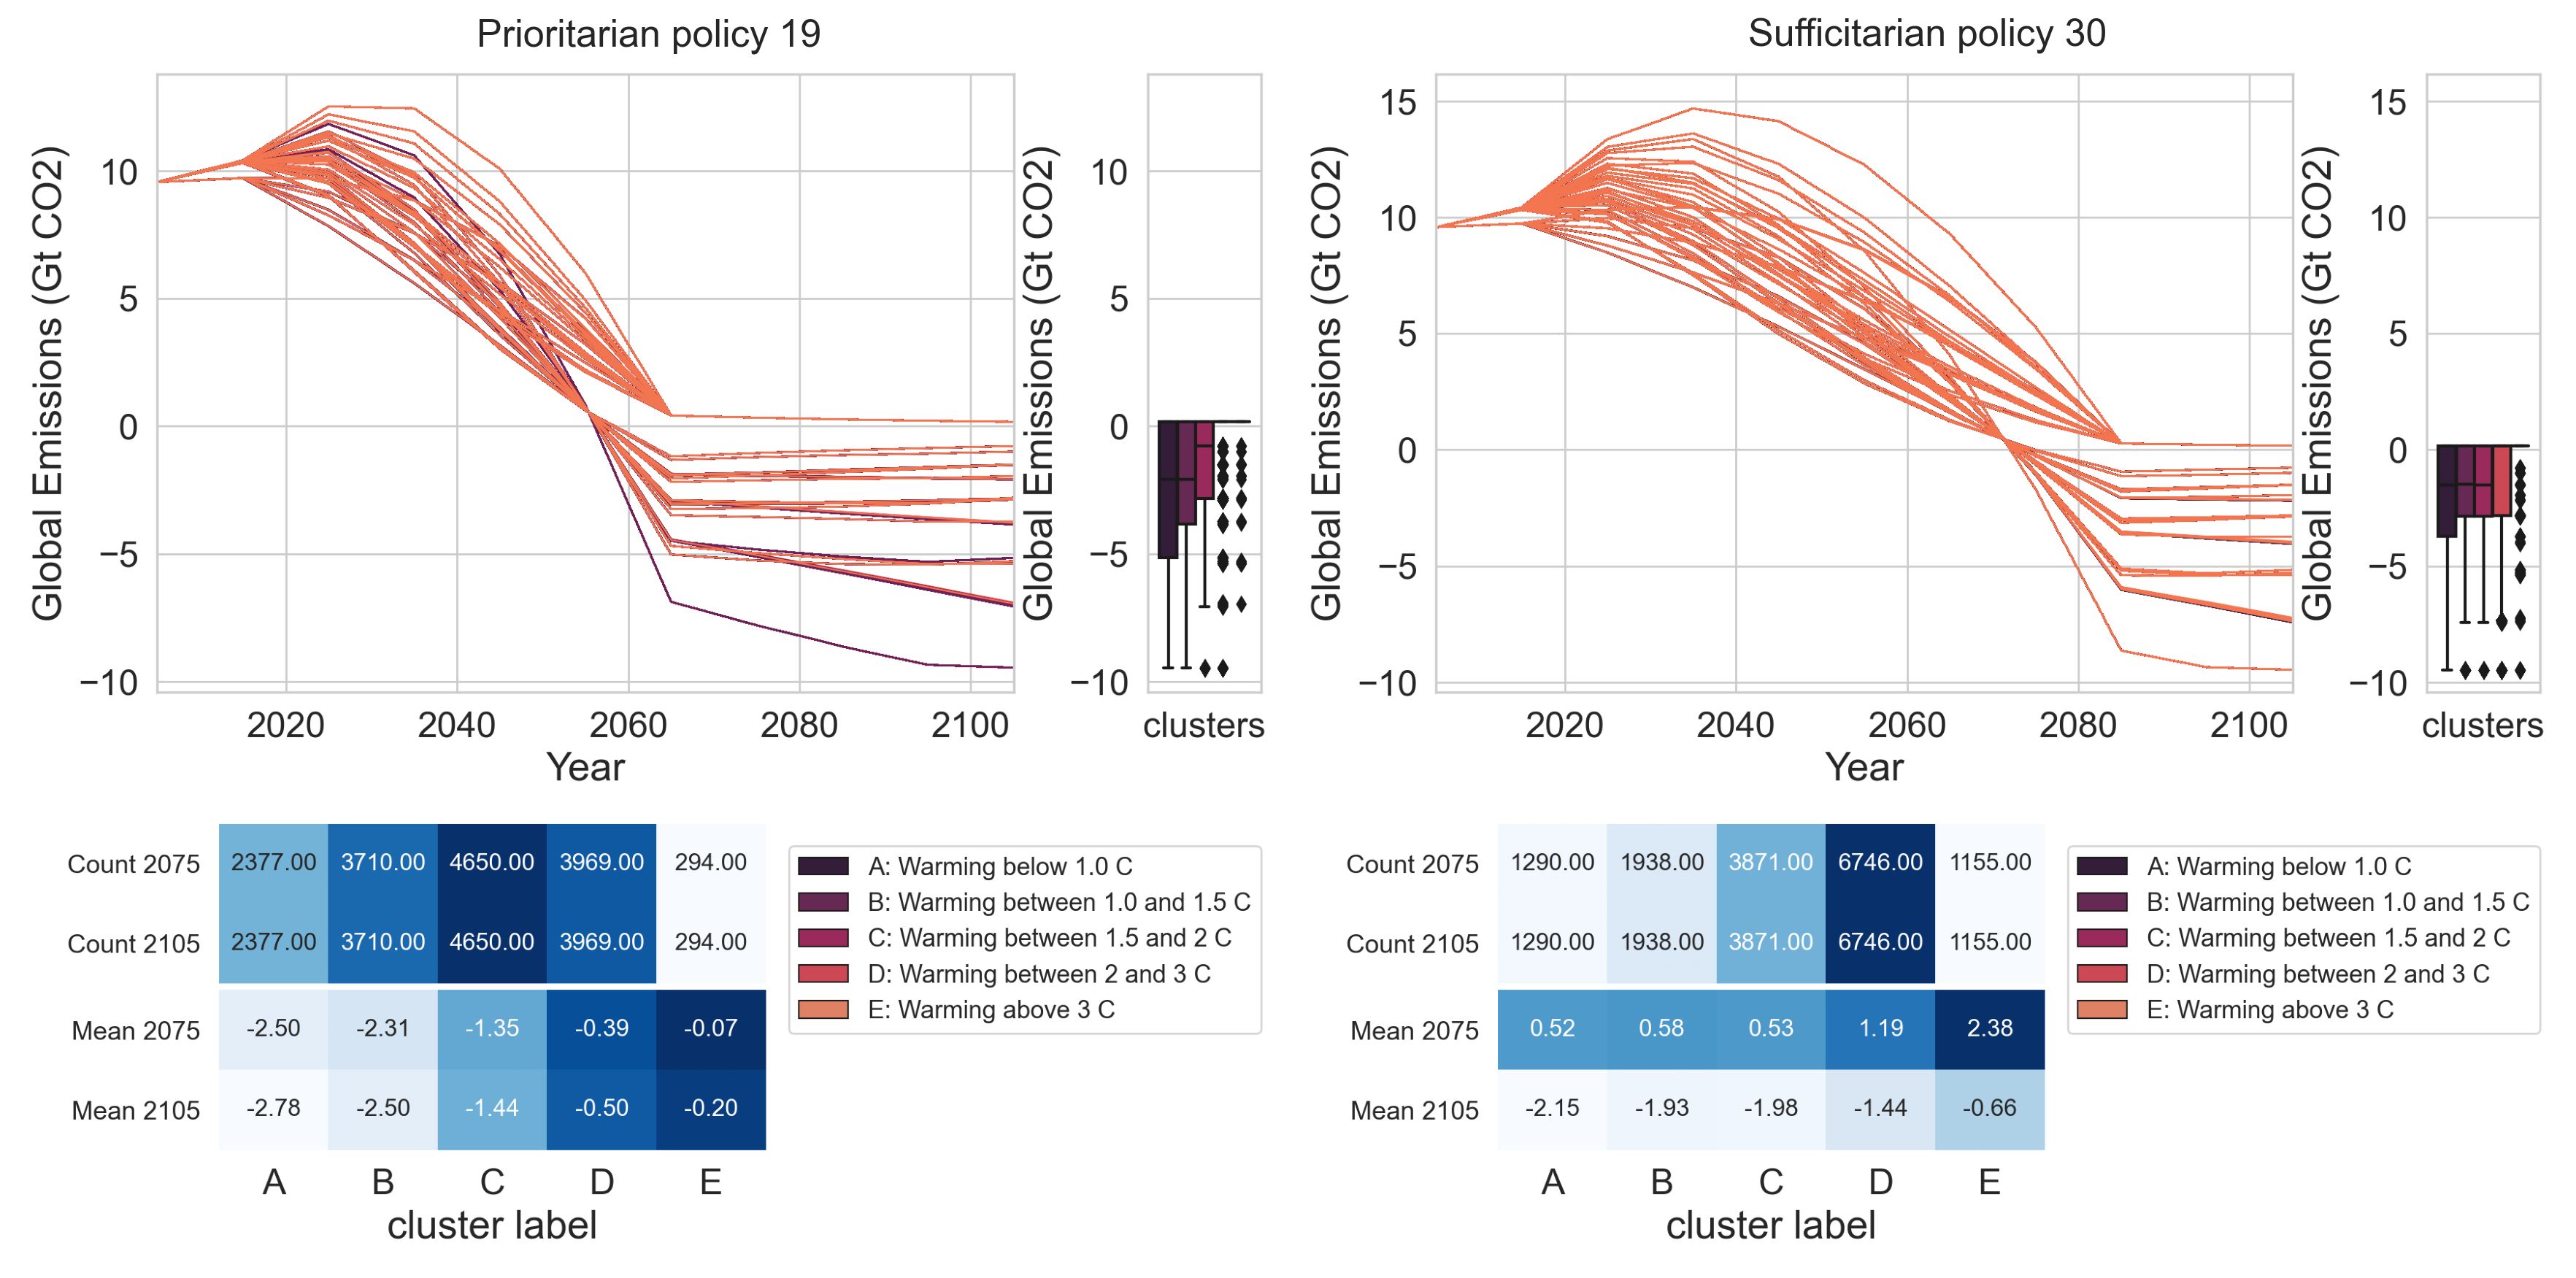 Prioritarian policy 19
Global Emissions (Gt CO2)
10
5
0
−5
−10
2020 2040 2060 2080 2100
Year
Global Emissions (Gt CO2)
10
5
0
−5
−10
clusters
Count 2075 2377.00 3710.00 4650.00 3969.00 294.00
Count 2105 2377.00 3710.00 4650.00 3969.00 294.00
Mean 2075 -2.50 -2.31 -1.35 -0.39 -0.07
Mean 2105 -2.78 -2.50 -1.44 -0.50 -0.20
A B C D E
cluster label
A: Warming below 1.0 C
B: Warming between 1.0 and 1.5 C
C: Warming between 1.5 and 2 C
D: Warming between 2 and 3 C
E: Warming above 3 C
Sufficitarian policy 30
Global Emissions (Gt CO2)
15
10
5
0
−5
−10
2020 2040 2060 2080 2100
Year
Global Emissions (Gt CO2)
15
10
5
0
−5
−10
clusters
Count 2075 1290.00 1938.00 3871.00 6746.00 1155.00
Count 2105 1290.00 1938.00 3871.00 6746.00 1155.00
Mean 2075 0.52 0.58 0.53 1.19 2.38
Mean 2105 -2.15 -1.93 -1.98 -1.44 -0.66
A B C D E
cluster label
A: Warming below 1.0 C
B: Warming between 1.0 and 1.5 C
C: Warming between 1.5 and 2 C
D: Warming between 2 and 3 C
E: Warming above 3 C